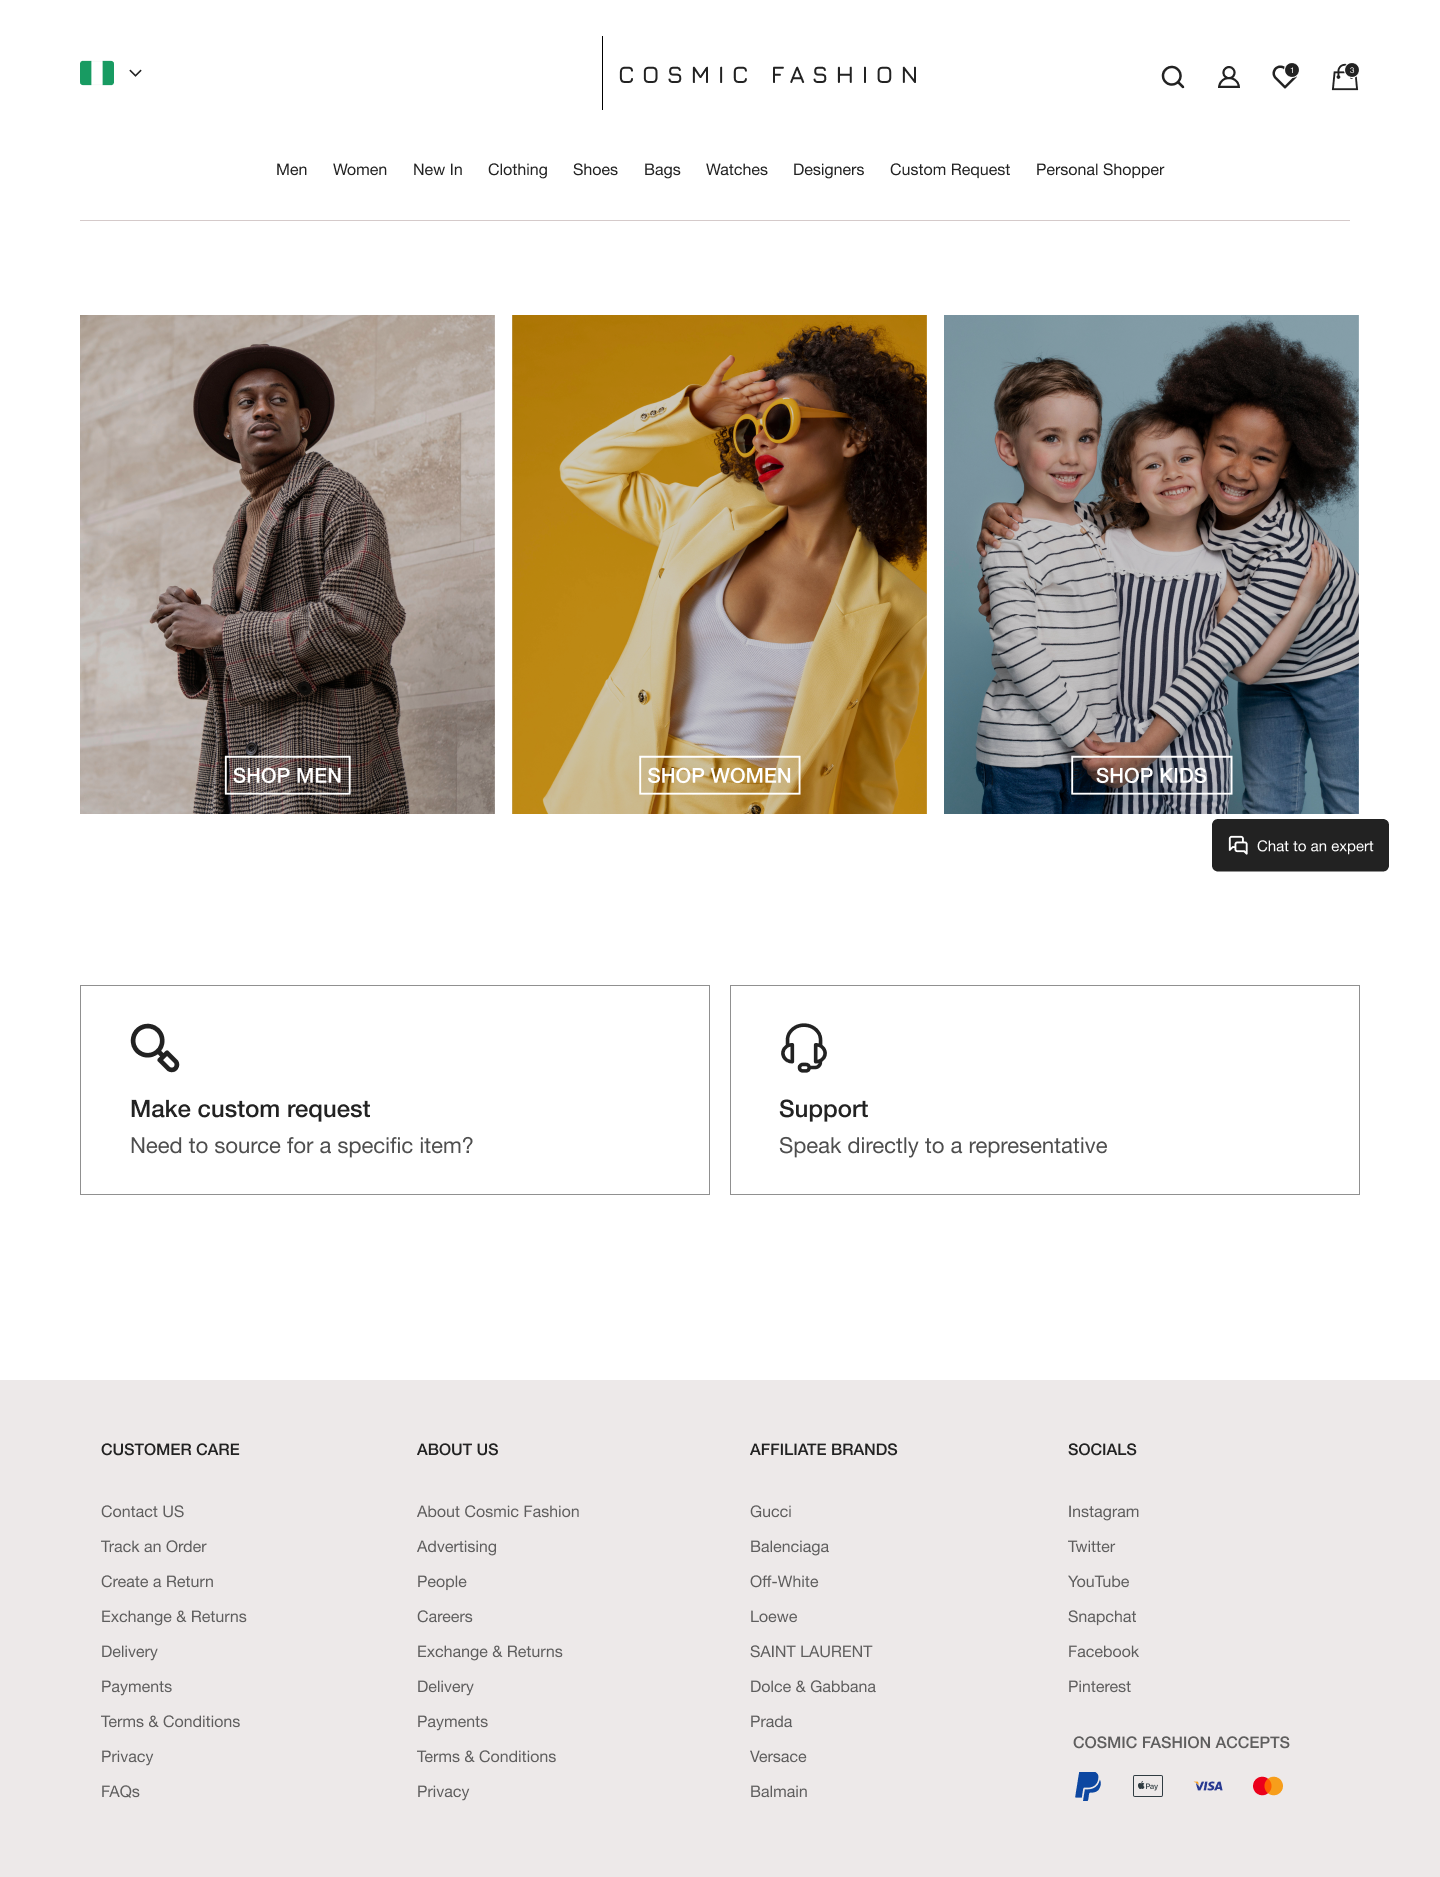 COSMIC FASHION
1
3
Men Women New In Clothing Shoes Bags Watches Designers Custom Request Personal Shopper
SHOP MEN
SHOP WOMEN
SHOP KIDS
Chat to an expert
Make custom request
Need to source for a specific item?
Support
Speak directly to a representative
CUSTOMER CARE
Contact US
Track an Order
Create a Return
Exchange & Returns
Delivery
Payments
Terms & Conditions
Privacy
FAQs
ABOUT US
About Cosmic Fashion
Advertising
People
Careers
Exchange & Returns
Delivery
Payments
Terms & Conditions
Privacy
AFFILIATE BRANDS
Gucci
Balenciaga
Off-White
Loewe
SAINT LAURENT
Dolce & Gabbana
Prada
Versace
Balmain
SOCIALS
Instagram
Twitter
YouTube
Snapchat
Facebook
Pinterest
COSMIC FASHION ACCEPTS
Pay
VISA